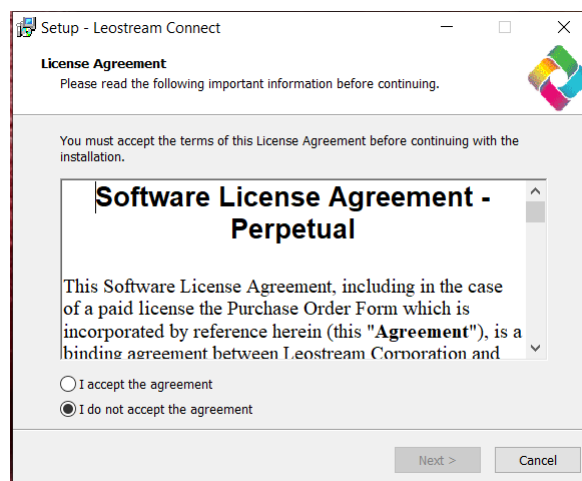 Setup - Leostream Connect
License Agreement
Please read the following important information before continuing.
You must accept the terms of this License Agreement before continuing with the
installation.
Software License Agreement -
Perpetual
This Software License Agreement, including in the case
of a paid license the Purchase Order Form which is
incorporated by reference herein (this "Agreement"), is a
binding agreement between Leostream Corporation and
I accept the agreement
I do not accept the agreement
Next >
Cancel